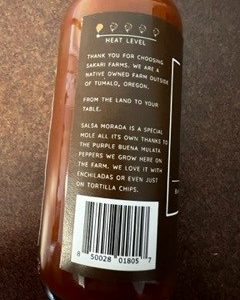 HEAT LEVEL
THANK YOU FOR CHOOSING
SAKARI FARMS. WE ARE A
NATIVE OWNED FARM OUTSIDE
OF TUMALO, OREGON.
FROM THE LAND TO YOUR
TABLE.
SALSA MORADA IS A SPECIAL
MOLE ALL ITS OWN THANKS TO
THE PURPLE BUENA MULATA
PEPPERS WE GROW HERE ON
THE FARM. WE LOVE IT WITH
ENCHILADAS OR EVEN JUST
ON TORTILLA CHIPS.
8 50028 01805 7